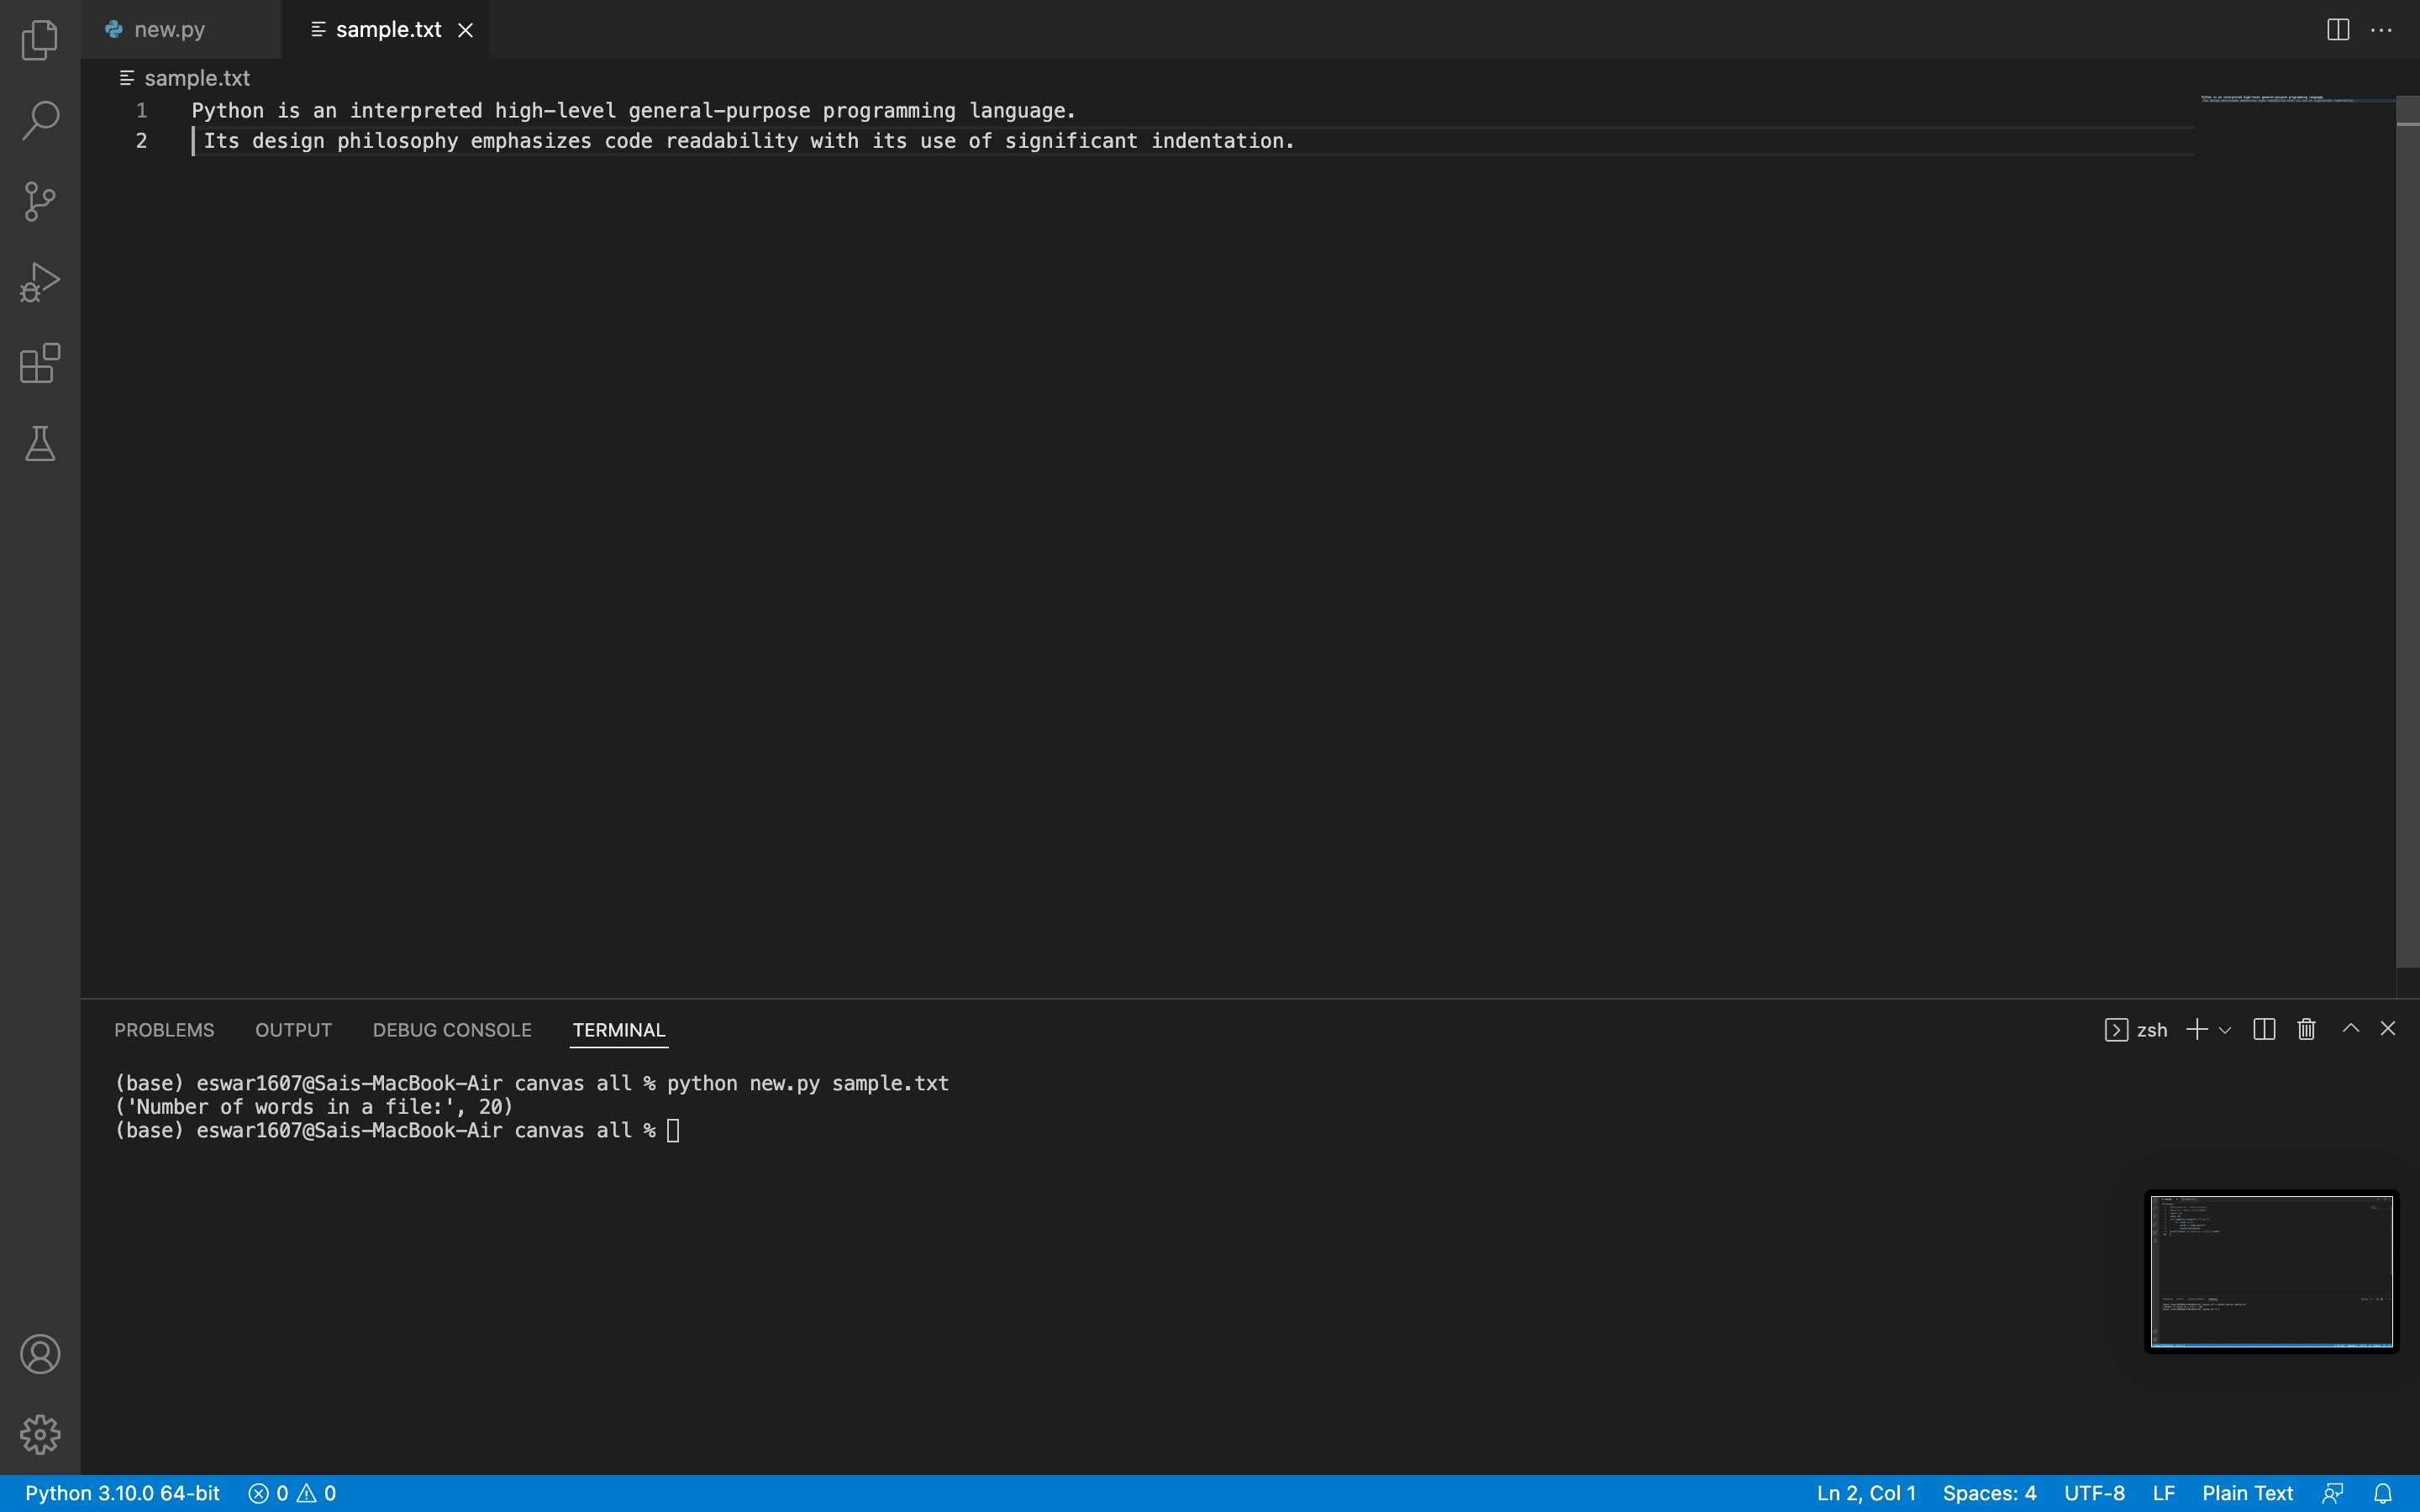 new.py
sample.txt
sample.txt
1 Python is an interpreted high-level general-purpose programming language.
2 Its design philosophy emphasizes code readability with its use of significant indentation.
PROBLEMS OUTPUT DEBUG CONSOLE TERMINAL
zsh
(base) eswar1607@Sais-MacBook-Air canvas all % python new.py sample.txt
('Number of words in a file:', 20)
(base) eswar1607@Sais-MacBook-Air canvas all %
Python 3.10.0 64-bit 0 0 Ln 2, Col 1 Spaces: 4 UTF-8 LF Plain Text